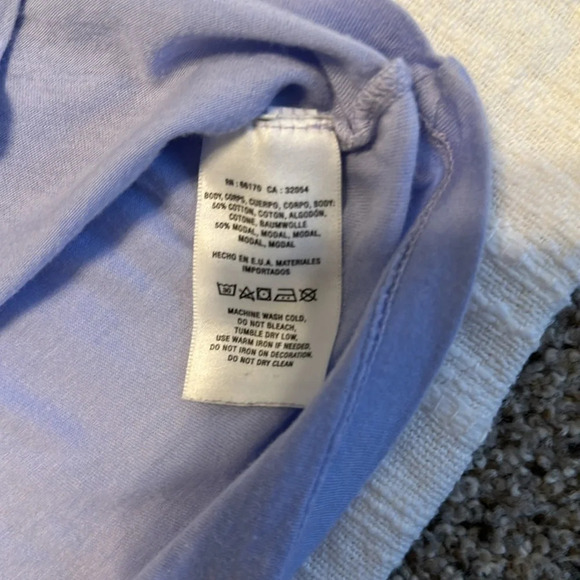 RN : 66170 CA : 32054
BODY, CORPS, CUERPO, CORPO, BODY:
50% COTTON, COTON, ALGODÓN,
COTONE, BAUMWOLLE
50% MODAL, MODAL, MODAL,
MODAL, MODAL
HECHO EN E.U.A. MATERIALES
IMPORTADOS
30
MACHINE WASH COLD,
DO NOT BLEACH,
TUMBLE DRY LOW,
USE WARM IRON IF NEEDED.
DO NOT IRON ON DECORATION.
DO NOT DRY CLEAN